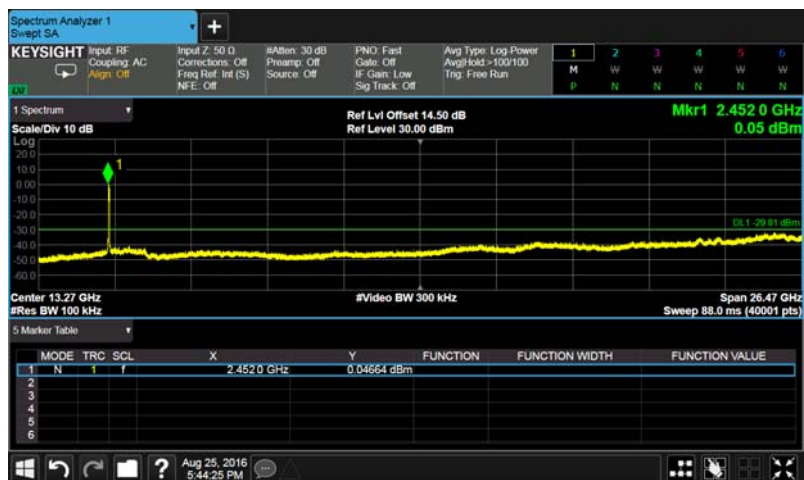 Spectrum Analyzer 1
Swept SA
+
KEYSIGHT
Input: RF
Coupling: AC
Align: Off
Input Z: 50 Ω
Corrections: Off
Freq Ref: Int (S)
NFE: Off
#Atten: 30 dB
Preamp: Off
Source: Off
PNO: Fast
Gate: Off
IF Gain: Low
Sig Track: Off
Avg Type: Log-Power
Avg|Hold:>100/100
Trig: Free Run
1 2 3 4 5 6
M W W W W W
P N N N N N
LXI
1 Spectrum
Scale/Div 10 dB
Ref Lvl Offset 14.50 dB
Ref Level 30.00 dBm
Mkr1 2.452 0 GHz
0.05 dBm
Log
20.0
10.0
0.00
-10.0
-20.0
-30.0
-40.0
-50.0
-60.0
1
DL1 -29.81 dBm
Center 13.27 GHz
#Video BW 300 kHz
Span 26.47 GHz
#Res BW 100 kHz
Sweep 88.0 ms (40001 pts)
5 Marker Table
MODE TRC SCL X Y FUNCTION FUNCTION WIDTH FUNCTION VALUE
1 N 1 f 2.452 0 GHz 0.04664 dBm
2
3
4
5
6
?
Aug 25, 2016
5:44:25 PM